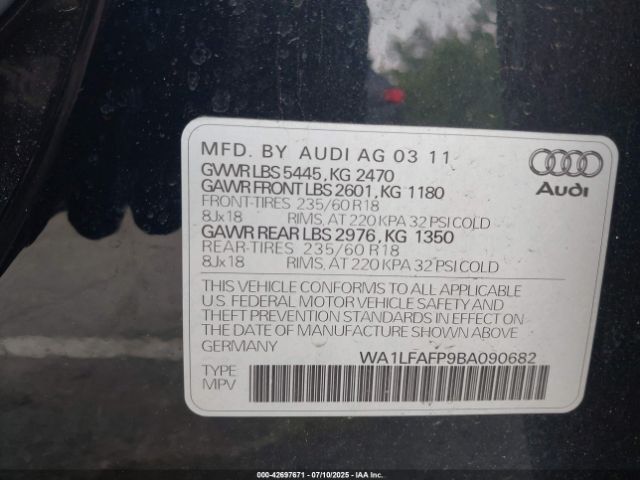 MFD. BY AUDI AG 03 11
GVWR LBS 5445, KG 2470
GAWR FRONT LBS 2601, KG 1180
FRONT-TIRES 235/60 R18
8Jx18 RIMS, AT 220 KPA 32 PSI COLD
GAWR REAR LBS 2976, KG 1350
REAR-TIRES 235/60 R18
8Jx18 RIMS, AT 220 KPA 32 PSI COLD
Audi
THIS VEHICLE CONFORMS TO ALL APPLICABLE
U.S. FEDERAL MOTOR VEHICLE SAFETY AND
THEFT PREVENTION STANDARDS IN EFFECT ON
THE DATE OF MANUFACTURE SHOWN ABOVE.
GERMANY
WA1LFAFP9BA090682
TYPE
MPV
000-42697671 07/10/2025 IAAI.COM